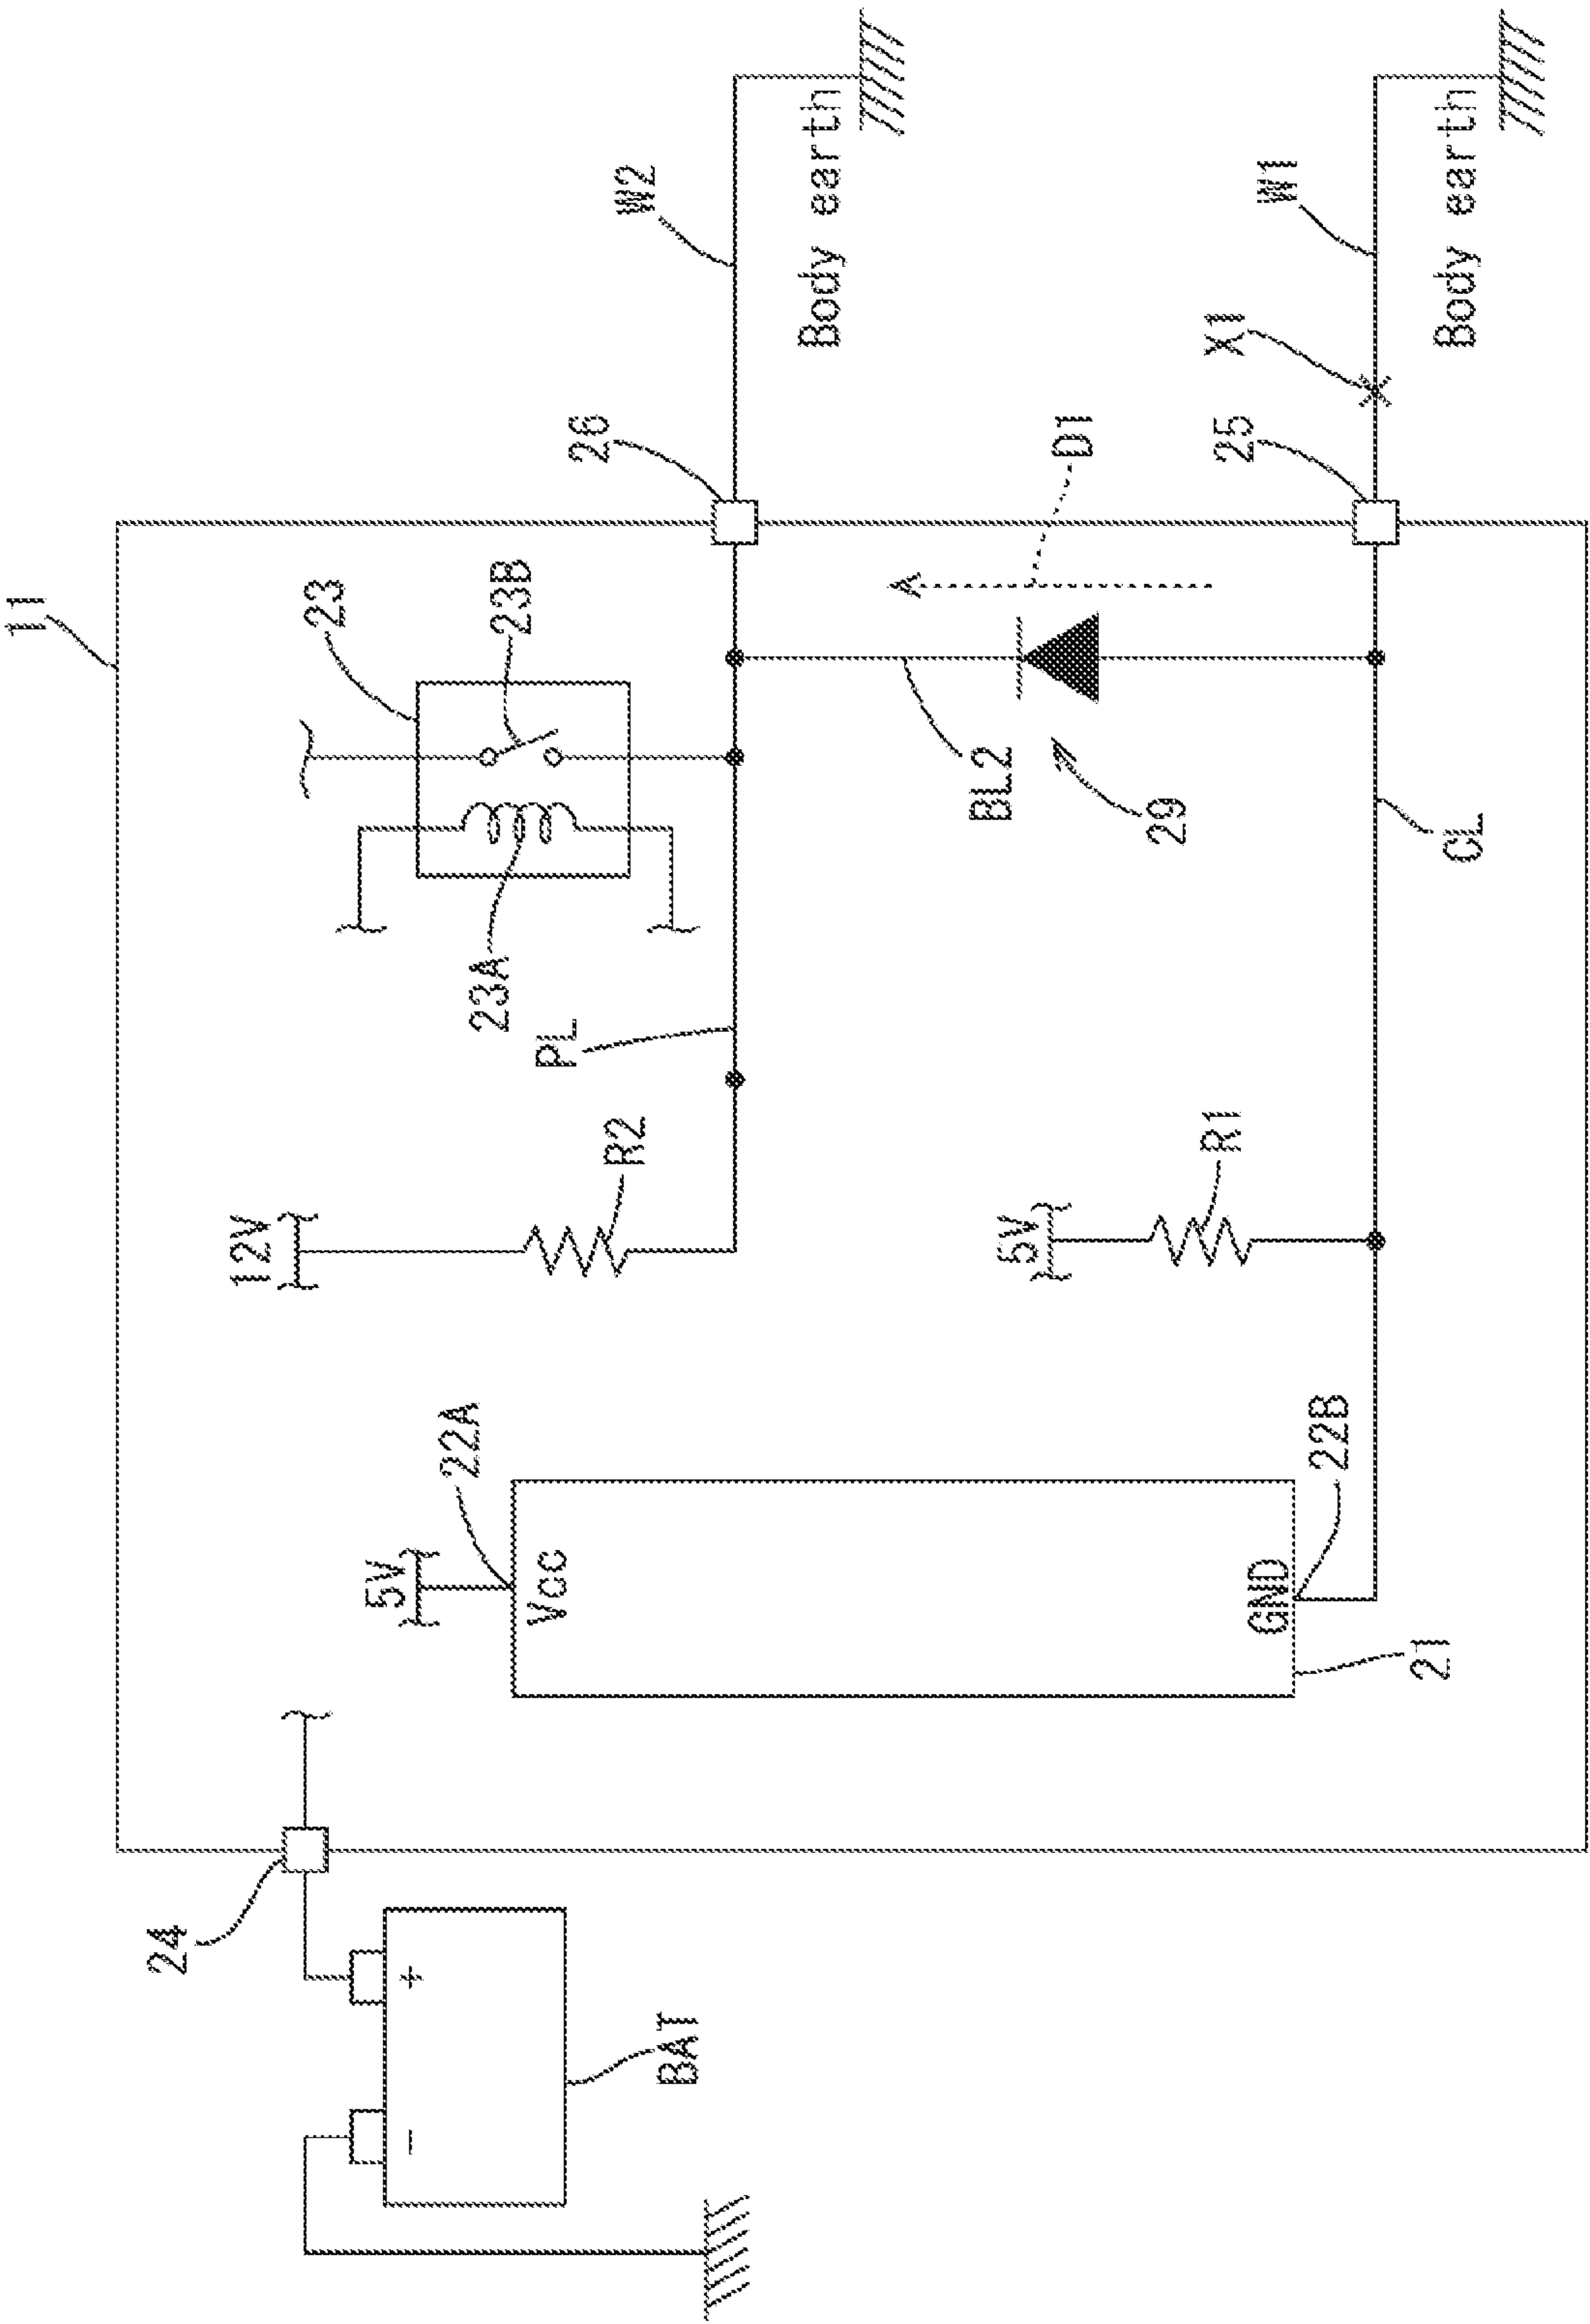 11
24
BAT
+
−
12V
R2
PL
23
23A
23B
26
W2
Body earth
5V
22A
Vcc
GND
22B
21
5V
R1
BL2
29
D1
CL
25
X1
W1
Body earth